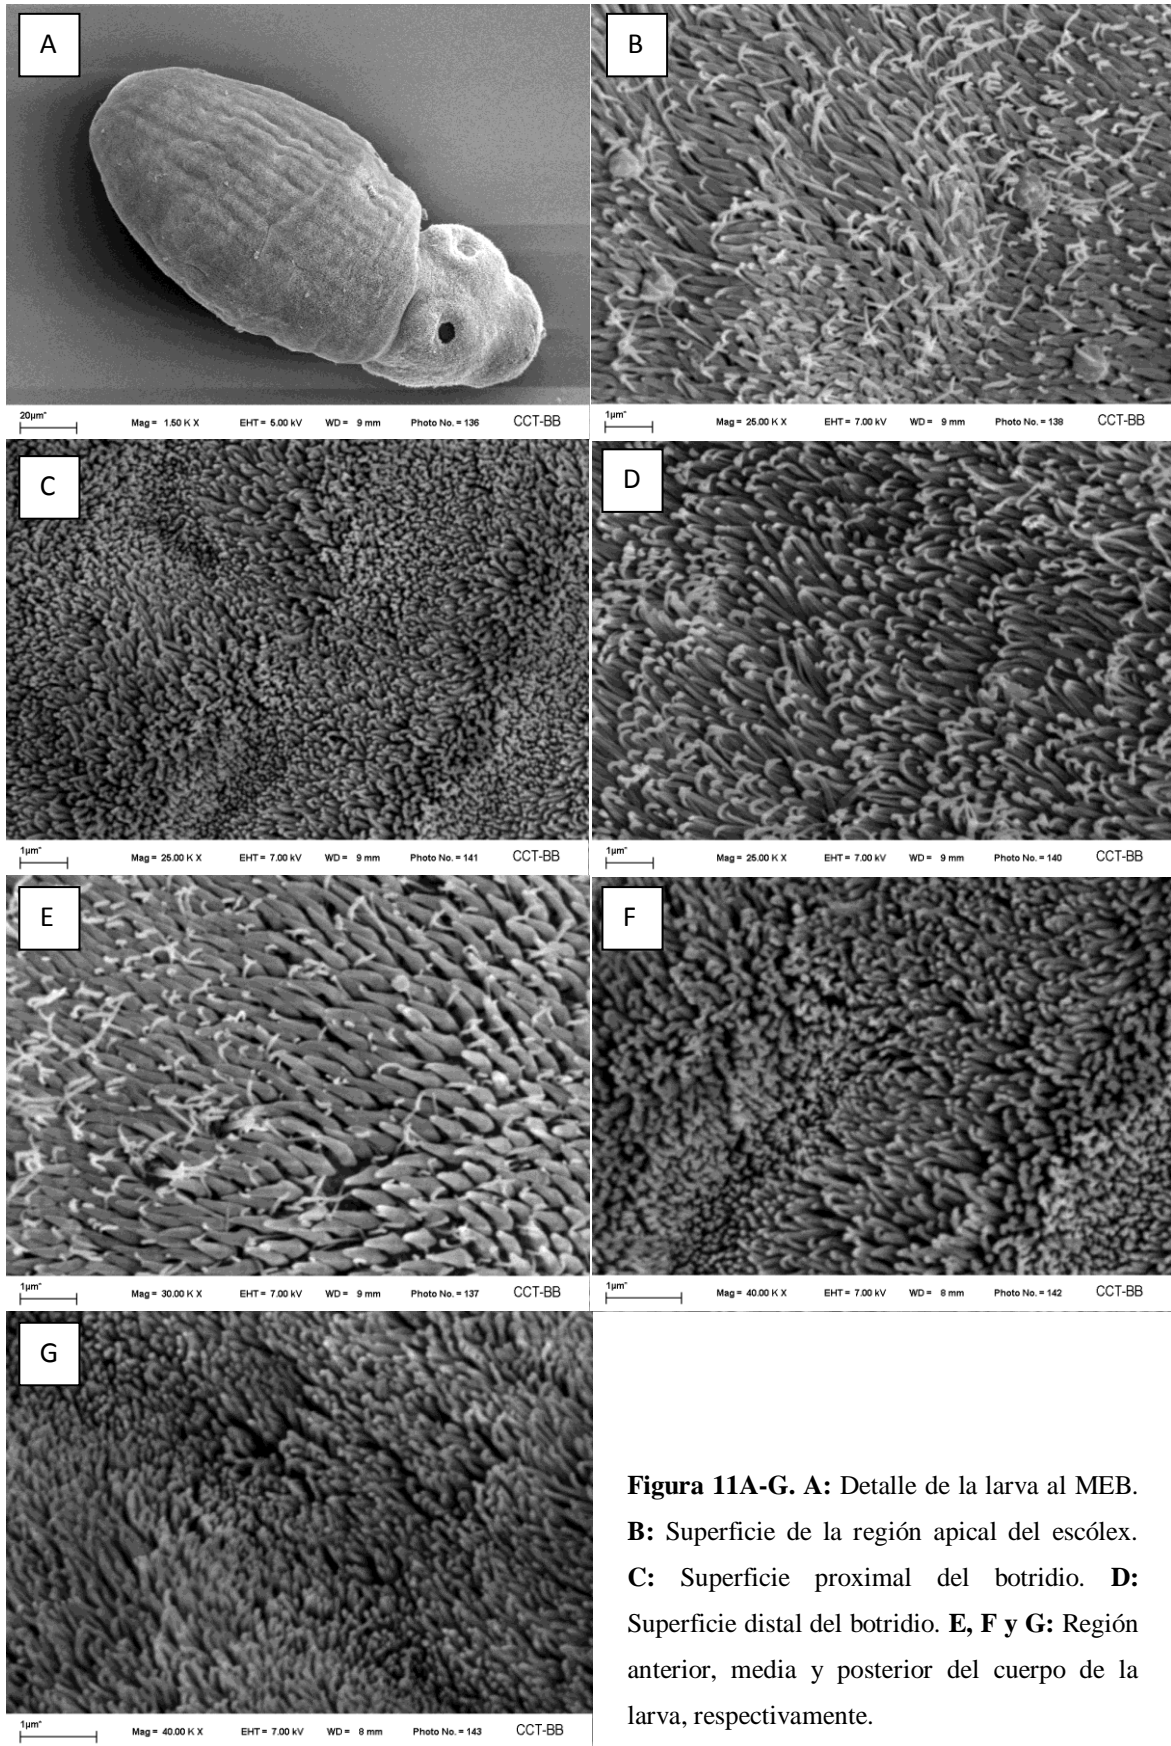 A
20µm"
Mag = 1.50 K X EHT = 5.00 kV WD = 9 mm Photo No. = 136 CCT-BB
B
1µm"
Mag = 25.00 K X EHT = 7.00 kV WD = 9 mm Photo No. = 138 CCT-BB
C
1µm"
Mag = 25.00 K X EHT = 7.00 kV WD = 9 mm Photo No. = 141 CCT-BB
D
1µm"
Mag = 25.00 K X EHT = 7.00 kV WD = 9 mm Photo No. = 140 CCT-BB
E
1µm"
Mag = 30.00 K X EHT = 7.00 kV WD = 9 mm Photo No. = 137 CCT-BB
F
1µm"
Mag = 40.00 K X EHT = 7.00 kV WD = 8 mm Photo No. = 142 CCT-BB
G
1µm"
Mag = 40.00 K X EHT = 7.00 kV WD = 8 mm Photo No. = 143 CCT-BB
Figura 11A-G. A: Detalle de la larva al MEB.
B: Superficie de la región apical del escólex.
C: Superficie proximal del botridio. D:
Superficie distal del botridio. E, F y G: Región
anterior, media y posterior del cuerpo de la
larva, respectivamente.